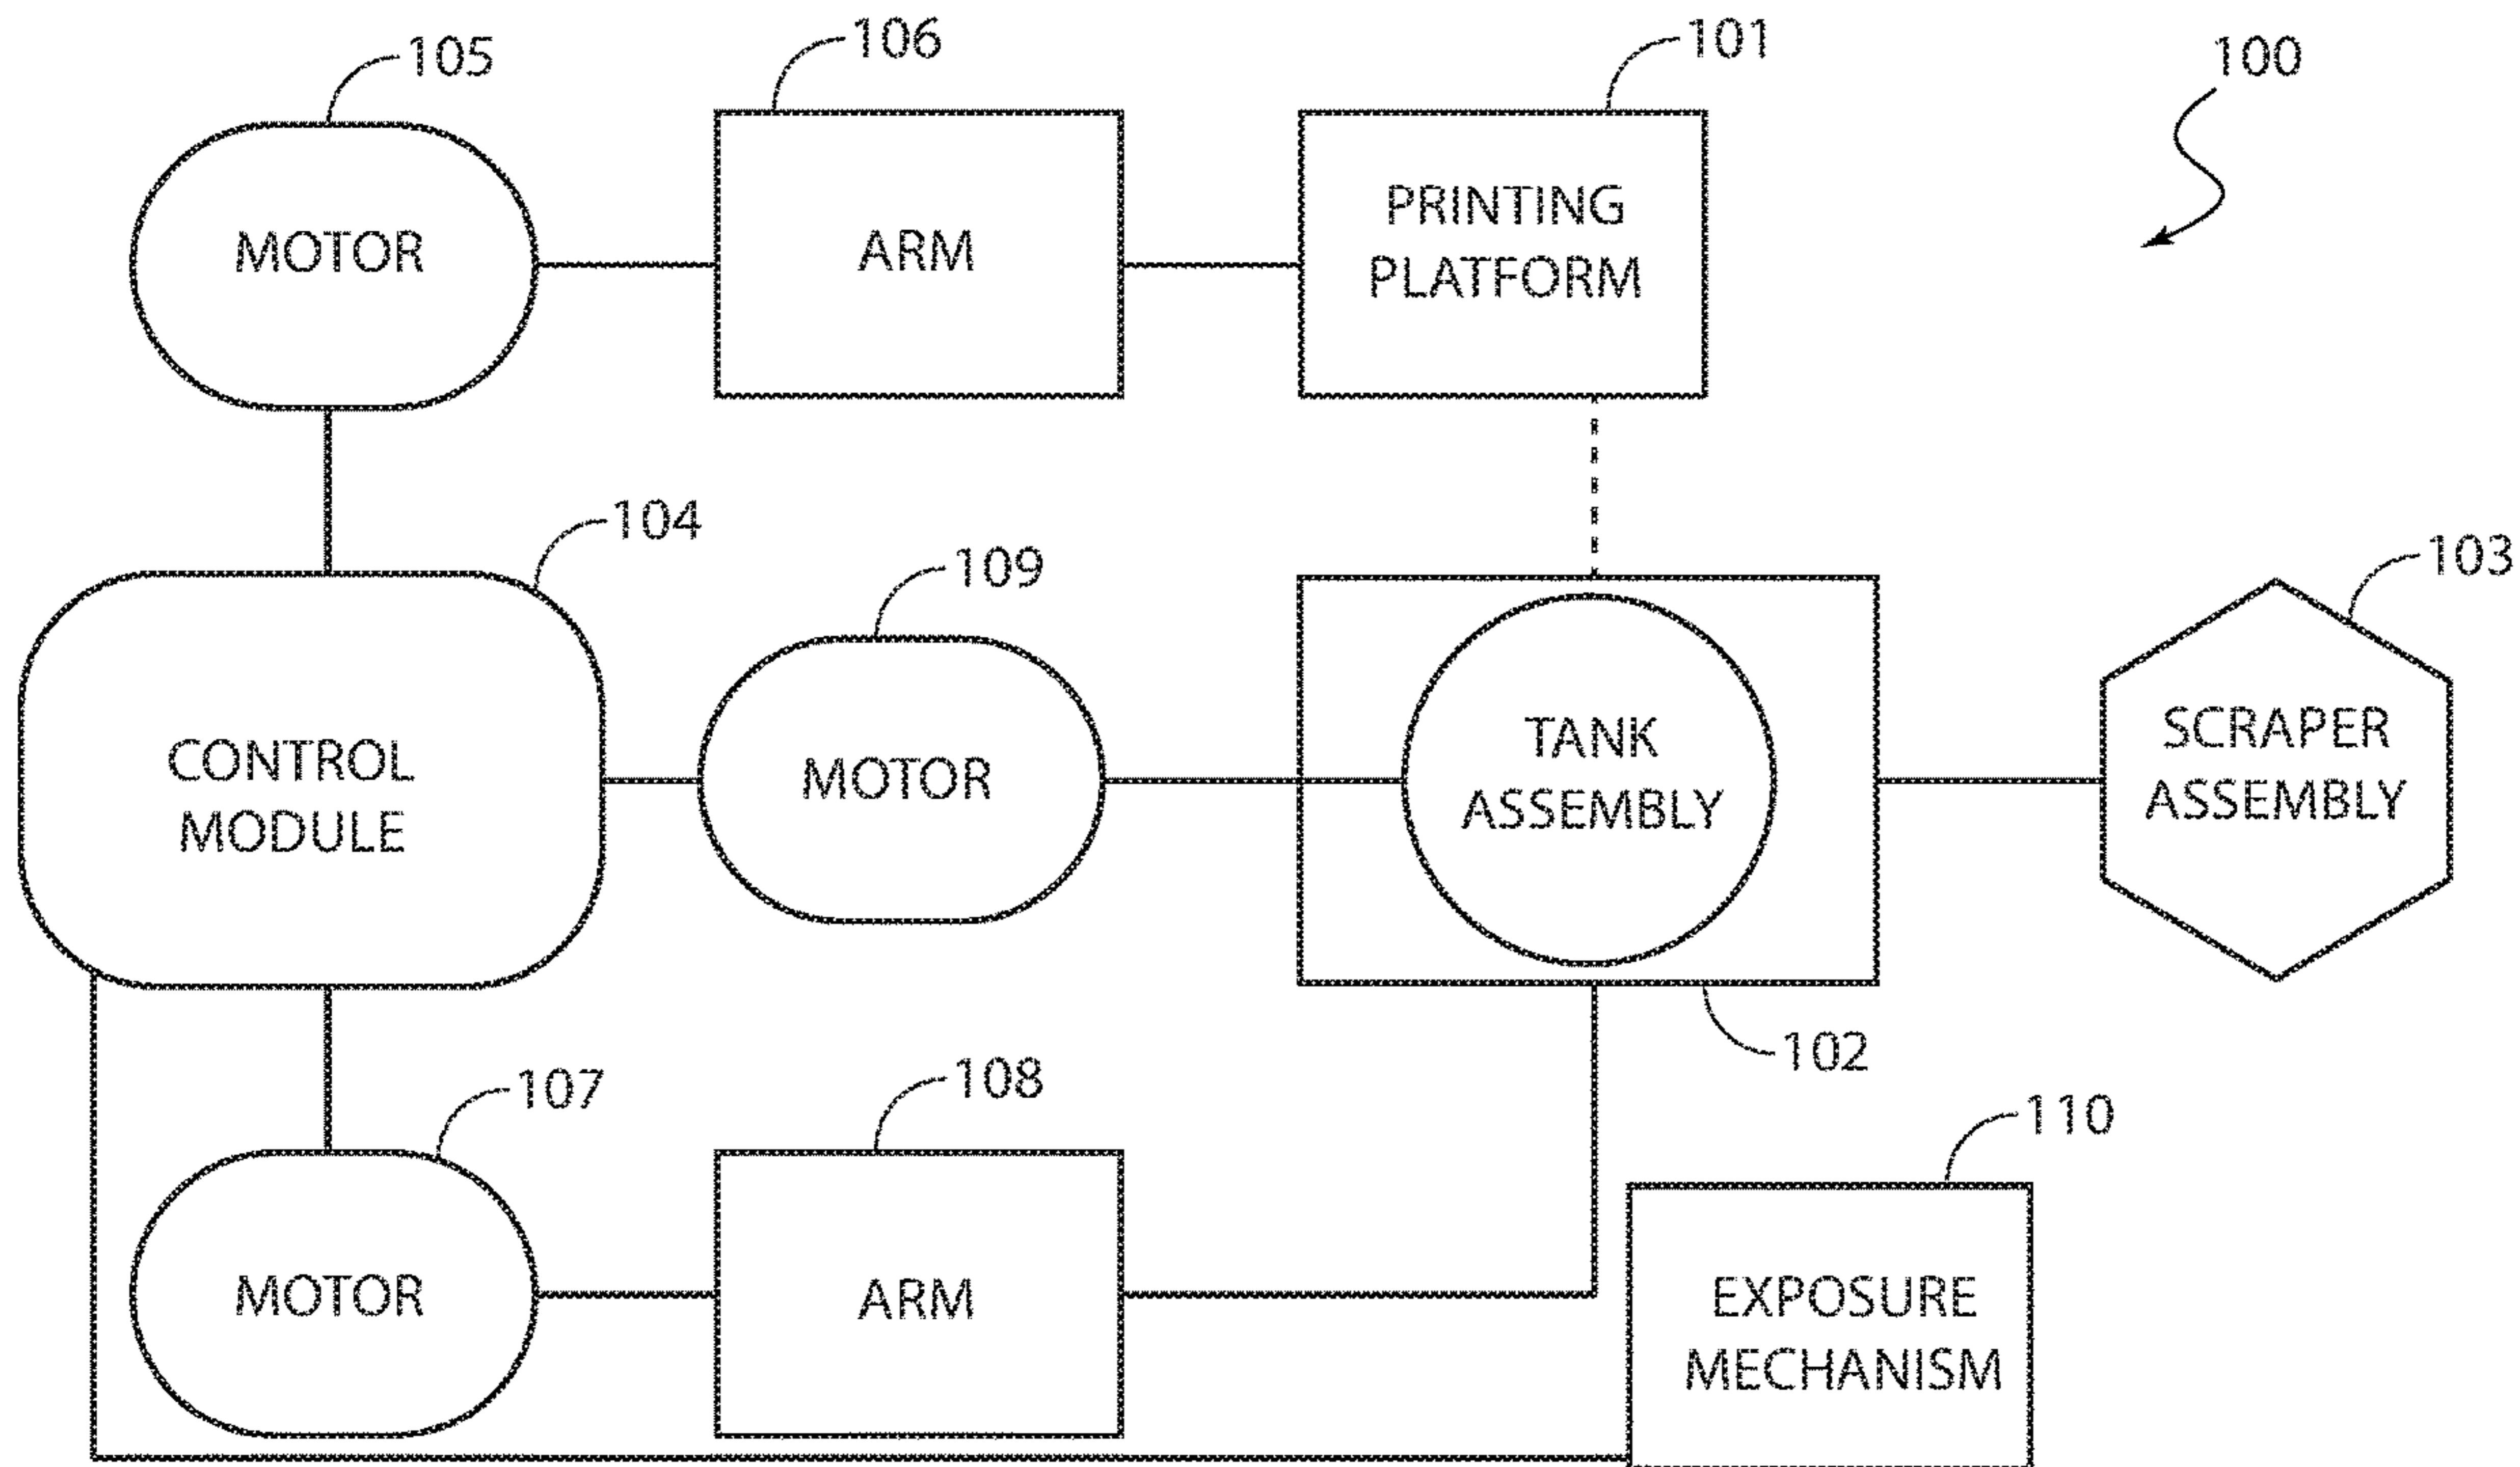 105
106
101
100
MOTOR
ARM
PRINTING
PLATFORM
104
109
103
CONTROL
MODULE
MOTOR
TANK
ASSEMBLY
SCRAPER
ASSEMBLY
102
107
108
110
MOTOR
ARM
EXPOSURE
MECHANISM